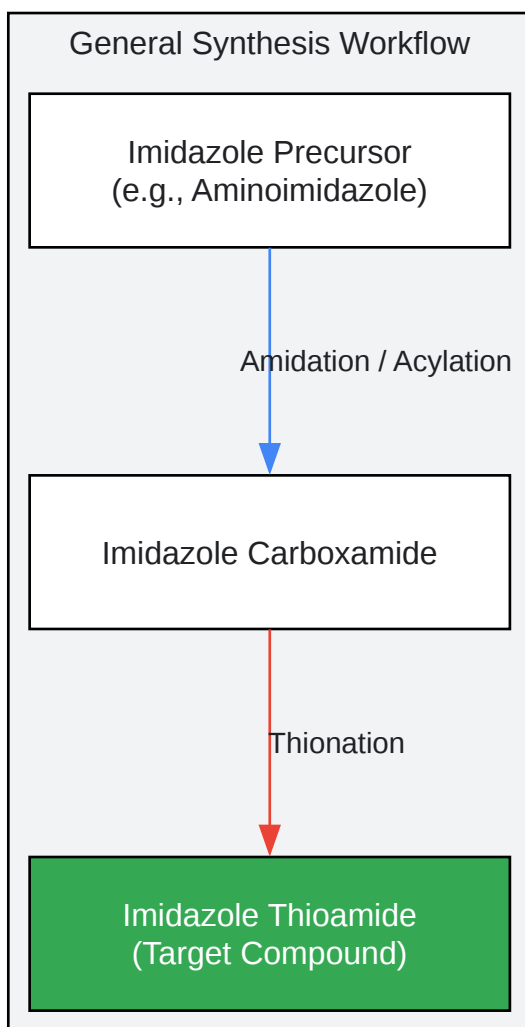 General Synthesis Workflow
Imidazole Precursor
(e.g., Aminoimidazole)
Amidation / Acylation
Imidazole Carboxamide
Thionation
Imidazole Thioamide
(Target Compound)